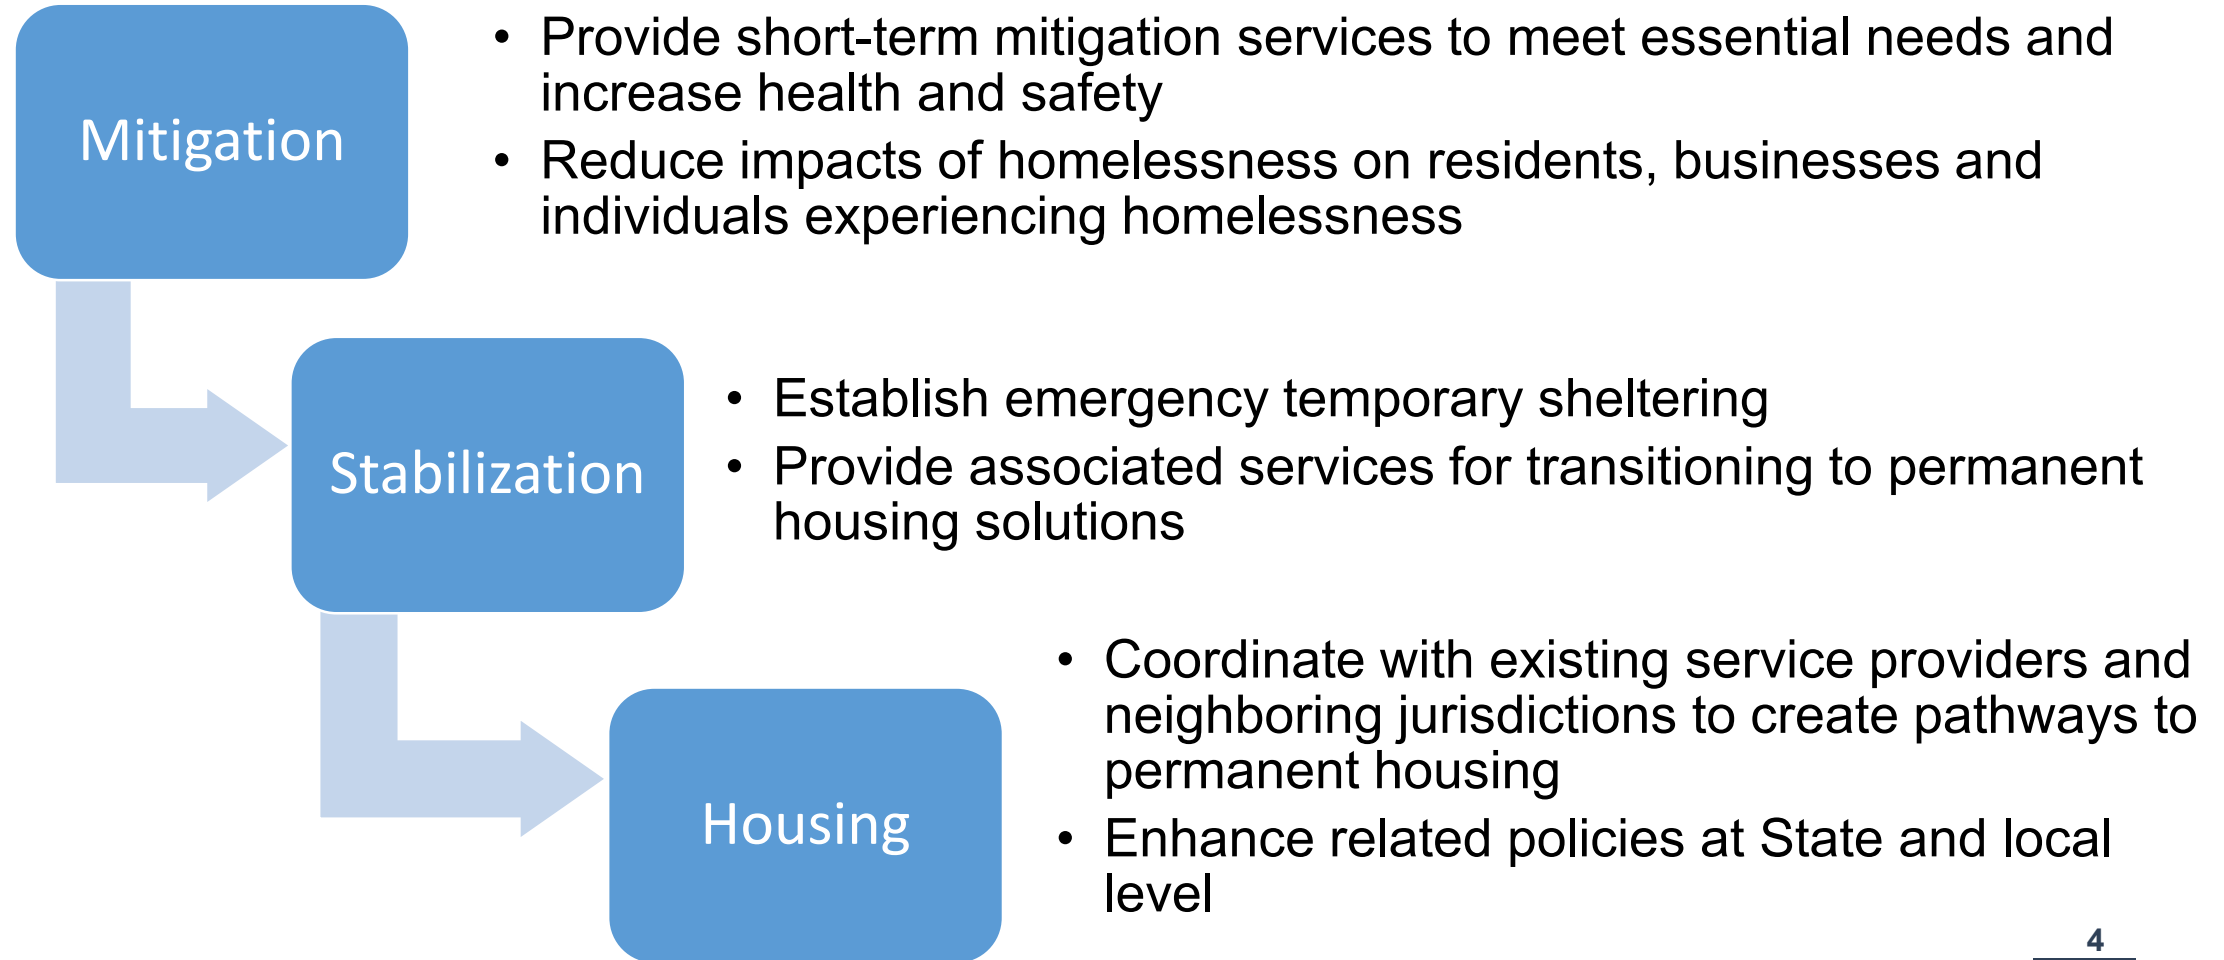 Mitigation
• Provide short-term mitigation services to meet essential needs and
increase health and safety
• Reduce impacts of homelessness on residents, businesses and
individuals experiencing homelessness
Stabilization
• Establish emergency temporary sheltering
• Provide associated services for transitioning to permanent
housing solutions
Housing
• Coordinate with existing service providers and
neighboring jurisdictions to create pathways to
permanent housing
• Enhance related policies at State and local
level
4